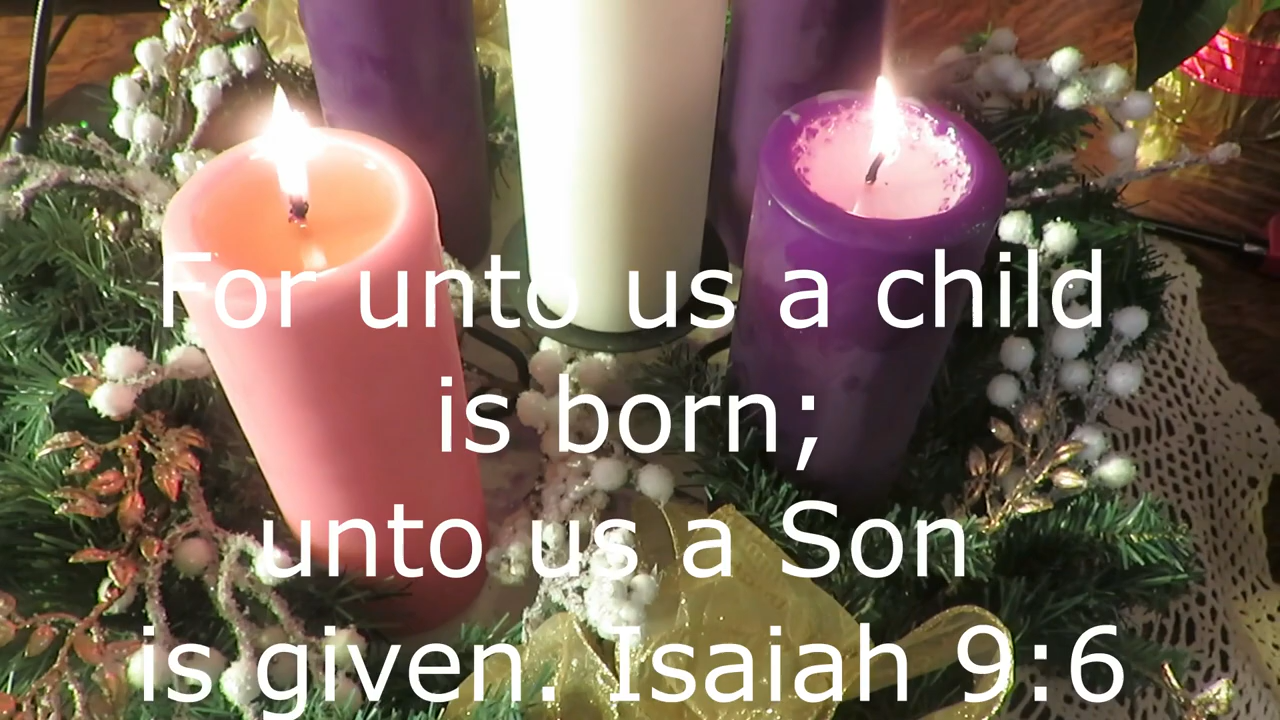 For unto us a child
is born;
unto us a Son
is given. Isaiah 9:6